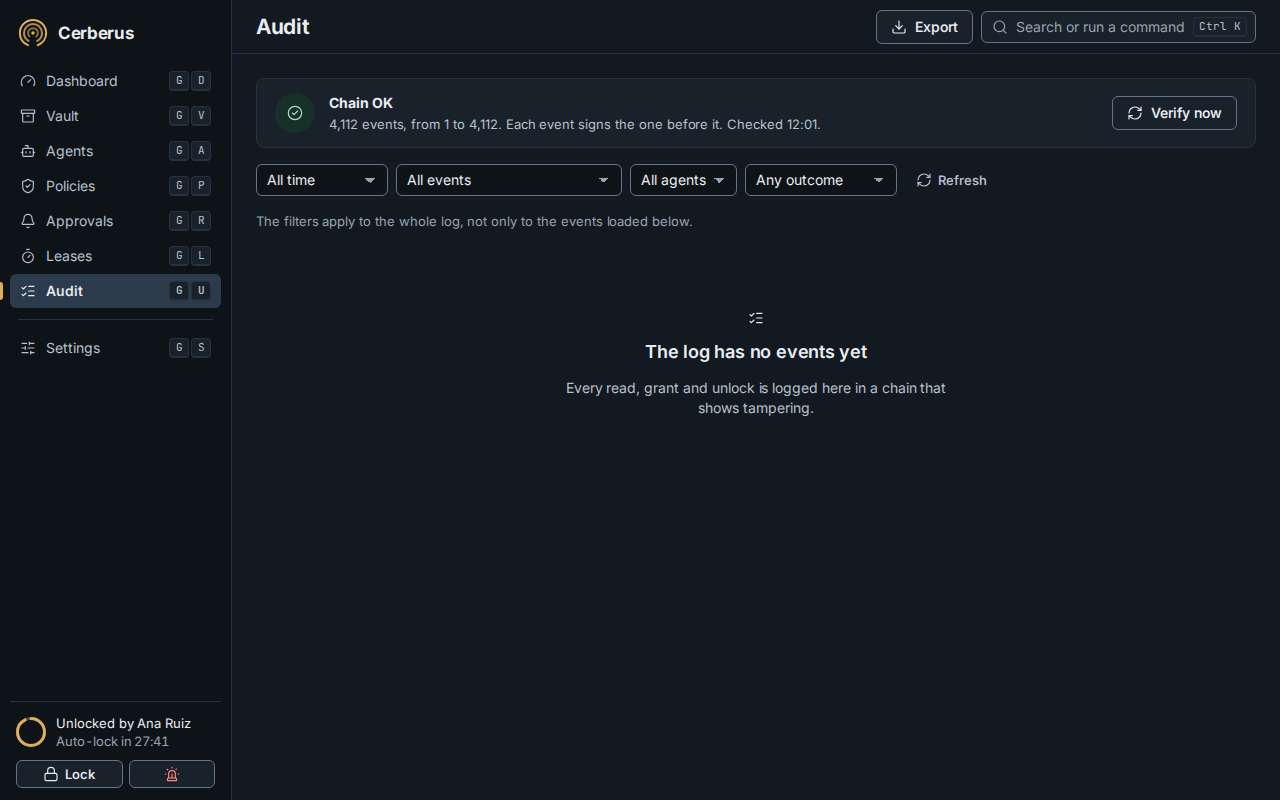 Cerberus
Dashboard G D
Vault G V
Agents G A
Policies G P
Approvals G R
Leases G L
Audit G U
Settings G S
Unlocked by Ana Ruiz
Auto-lock in 27:41
Lock
Audit
Export
Search or run a command Ctrl K
Chain OK
4,112 events, from 1 to 4,112. Each event signs the one before it. Checked 12:01.
Verify now
All time
All events
All agents
Any outcome
Refresh
The filters apply to the whole log, not only to the events loaded below.
The log has no events yet
Every read, grant and unlock is logged here in a chain that
shows tampering.